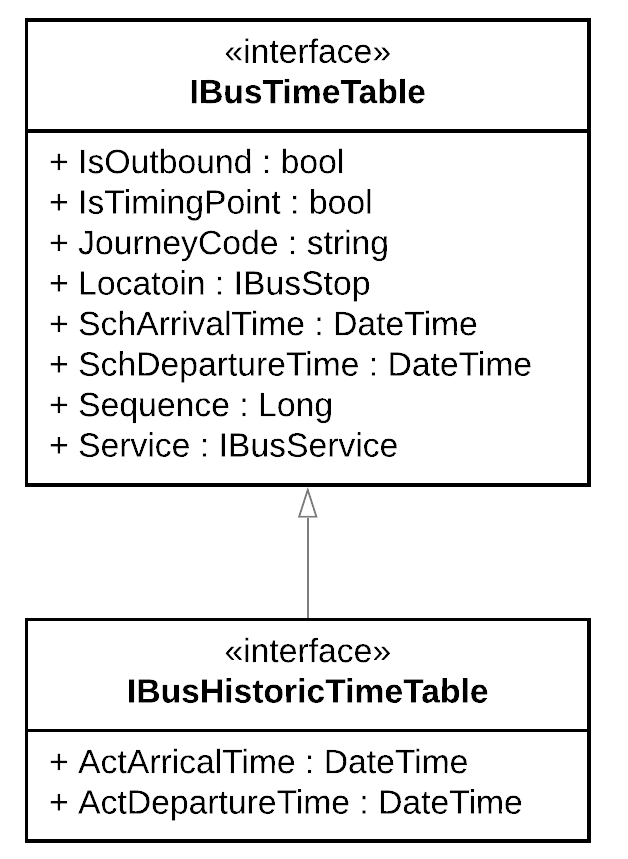 «interface»
IBusTimeTable
+ IsOutbound : bool
+ IsTimingPoint : bool
+ JourneyCode : string
+ Locatoin : IBusStop
+ SchArrivalTime : DateTime
+ SchDepartureTime : DateTime
+ Sequence : Long
+ Service : IBusService
«interface»
IBusHistoricTimeTable
+ ActArricalTime : DateTime
+ ActDepartureTime : DateTime